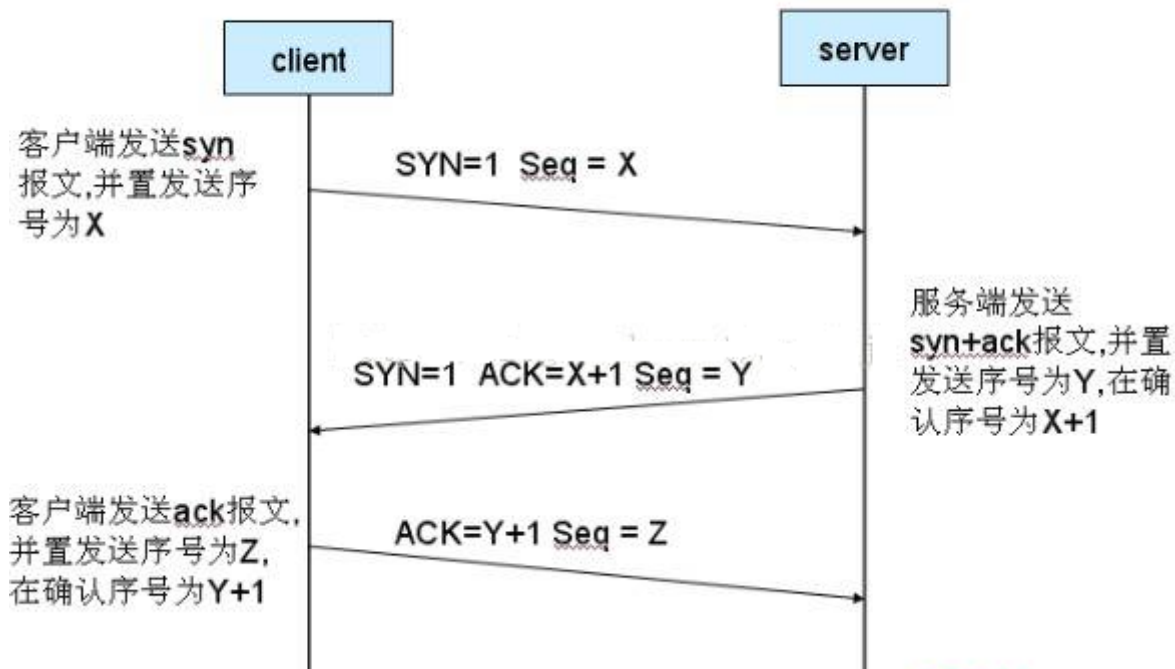 client
server
客户端发送syn
报文,并置发送序
号为X
SYN=1 Seq = X
服务端发送
syn+ack报文,并置
发送序号为Y,在确
认序号为X+1
SYN=1 ACK=X+1 Seq = Y
客户端发送ack报文,
并置发送序号为Z,
在确认序号为Y+1
ACK=Y+1 Seq = Z